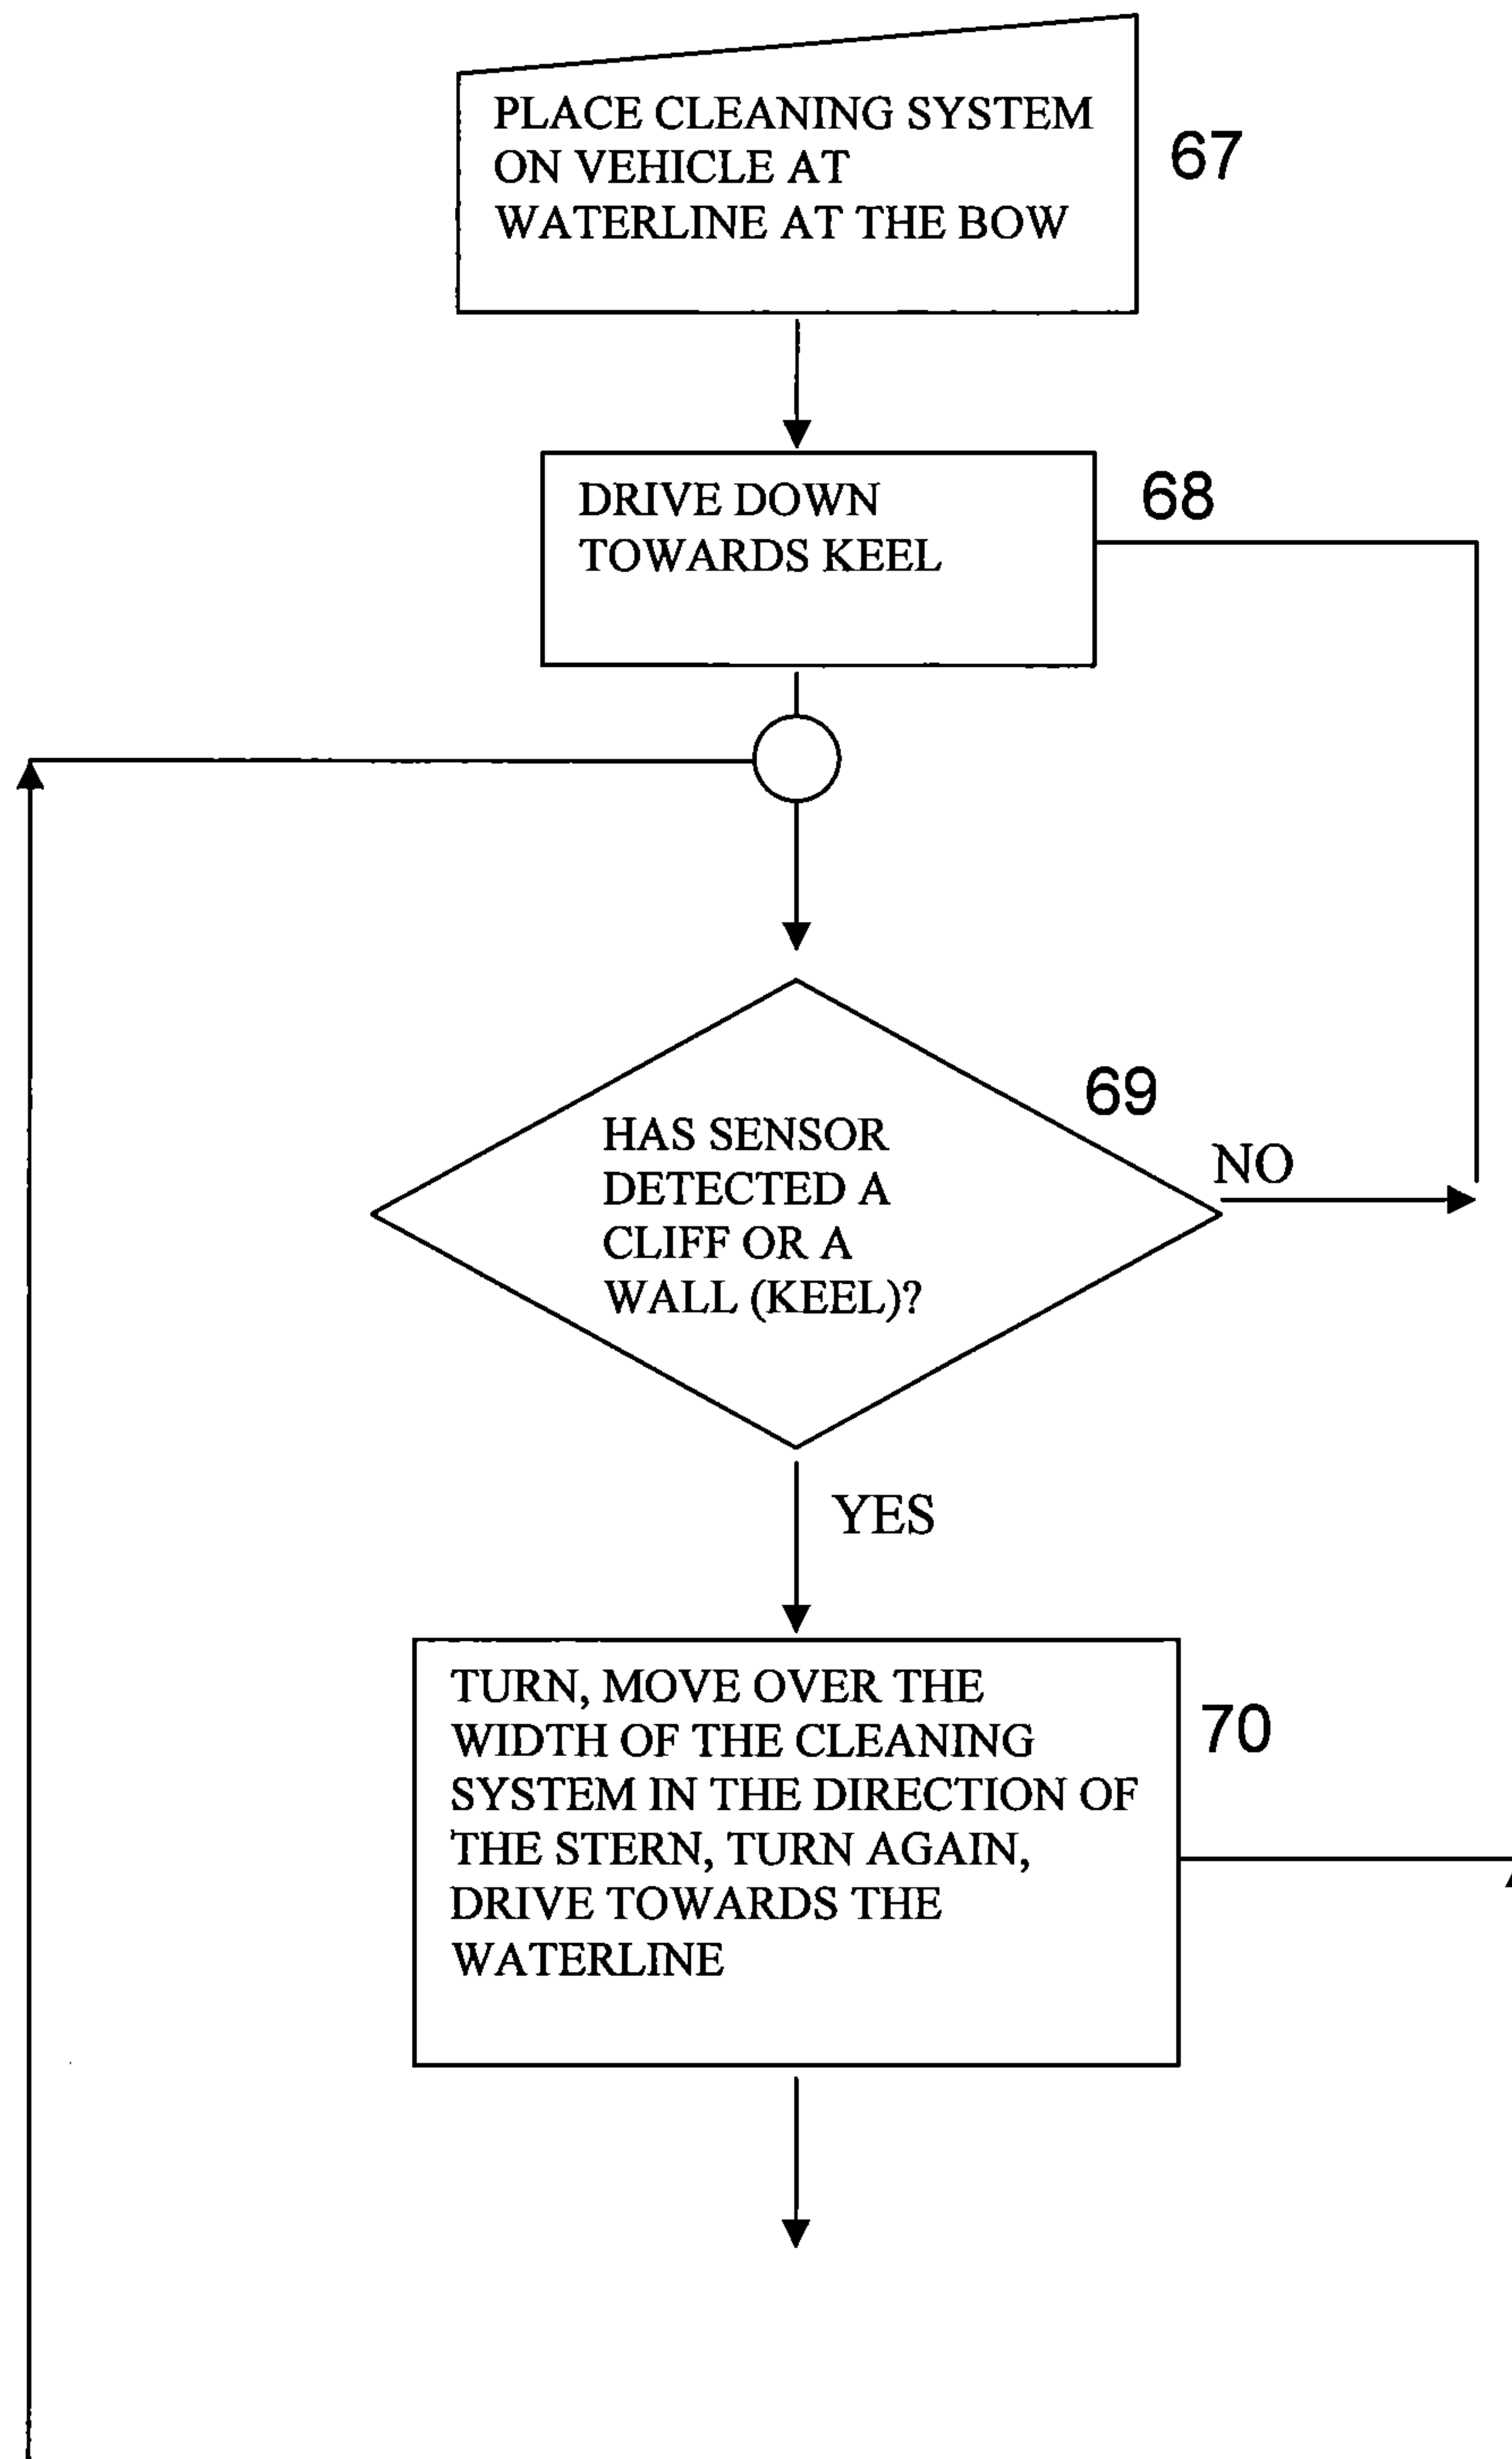 PLACE CLEANING SYSTEM
ON VEHICLE AT
WATERLINE AT THE BOW
67
DRIVE DOWN
TOWARDS KEEL
68
HAS SENSOR
DETECTED A
CLIFF OR A
WALL (KEEL)?
69
NO
YES
TURN, MOVE OVER THE
WIDTH OF THE CLEANING
SYSTEM IN THE DIRECTION OF
THE STERN, TURN AGAIN,
DRIVE TOWARDS THE
WATERLINE
70